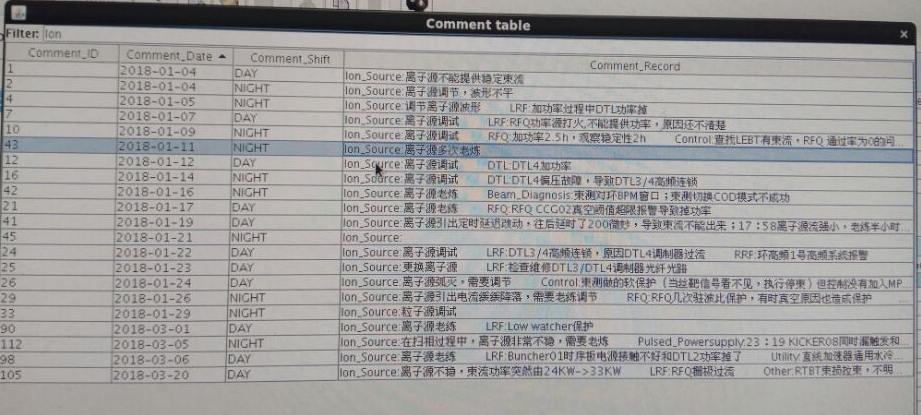 Comment table
Filter: Ion
Comment_ID Comment_Date Comment_Shift Comment_Record
1 2018-01-04 DAY Ion_Source:离子源不能提供稳定束流
2 2018-01-04 NIGHT Ion_Source:离子源调节，波形不平
4 2018-01-05 NIGHT Ion_Source:调节离子源波形 LRF:加功率过程中DTL功率掉
7 2018-01-07 DAY Ion_Source:离子源调试 LRF:RFQ功率源打火,不能提供功率，原因还不清楚
10 2018-01-09 NIGHT Ion_Source:离子源调试 RFQ:加功率2.5h，观察稳定性2h Control:查找LEBT有束流，RFQ 通过率为0的问...
43 2018-01-11 NIGHT Ion_Source:离子源多次老炼
12 2018-01-12 DAY Ion_Source:离子源调试 DTL:DTL4加功率
16 2018-01-14 NIGHT Ion_Source:离子源调试 DTL:DTL4偏压故障，导致DTL3/4高频连锁
42 2018-01-16 NIGHT Ion_Source:离子源老炼 Beam_Diagnosis:束测对环BPM窗口；束测切换COD模式不成功
21 2018-01-17 DAY Ion_Source:离子源老炼 RFQ:RFQ CCG02真空阈值超限报警导致掉功率
41 2018-01-19 DAY Ion_Source:离子源引出定时延迟改动，往后延时了200微妙，导致束流不能出来；17：58离子源流强小，老炼半小时
45 2018-01-21 NIGHT Ion_Source:
24 2018-01-22 DAY Ion_Source:离子源调试 LRF:DTL3/4高频连锁，原因DTL4调制器过流 RRF:环高频1号高频系统报警
25 2018-01-23 DAY Ion_Source:更换离子源 LRF:检查维修DTL3/DTL4调制器光纤光路
26 2018-01-24 DAY Ion_Source:离子源弧灭，需要调节 Control:束测做的软保护（当丝靶信号看不见，执行停束）但控制没有加入MP...
29 2018-01-26 NIGHT Ion_Source:离子源引出电流缓缓降落，需要老炼调节 RFQ:RFQ几次驻波比保护，有时真空原因也造成保护 ...
33 2018-01-29 NIGHT Ion_Source:粒子源调试
90 2018-03-01 DAY Ion_Source:离子源老炼 LRF:Low watcher保护
112 2018-03-05 NIGHT Ion_Source:在扫相过程中，离子源非常不稳，需要老炼 Pulsed_Powersupply:23：19 KICKER08同时漏触发和...
98 2018-03-06 DAY Ion_Source:离子源老炼 LRF:Buncher01时序板电源接触不好和DTL2功率掉了 Utility:直线加速器通用水冷...
105 2018-03-20 DAY Ion_Source:离子源不稳，束流功率突然由24KW->33KW LRF:RFQ栅极过流 Other:RTBT束损拉束，不明...